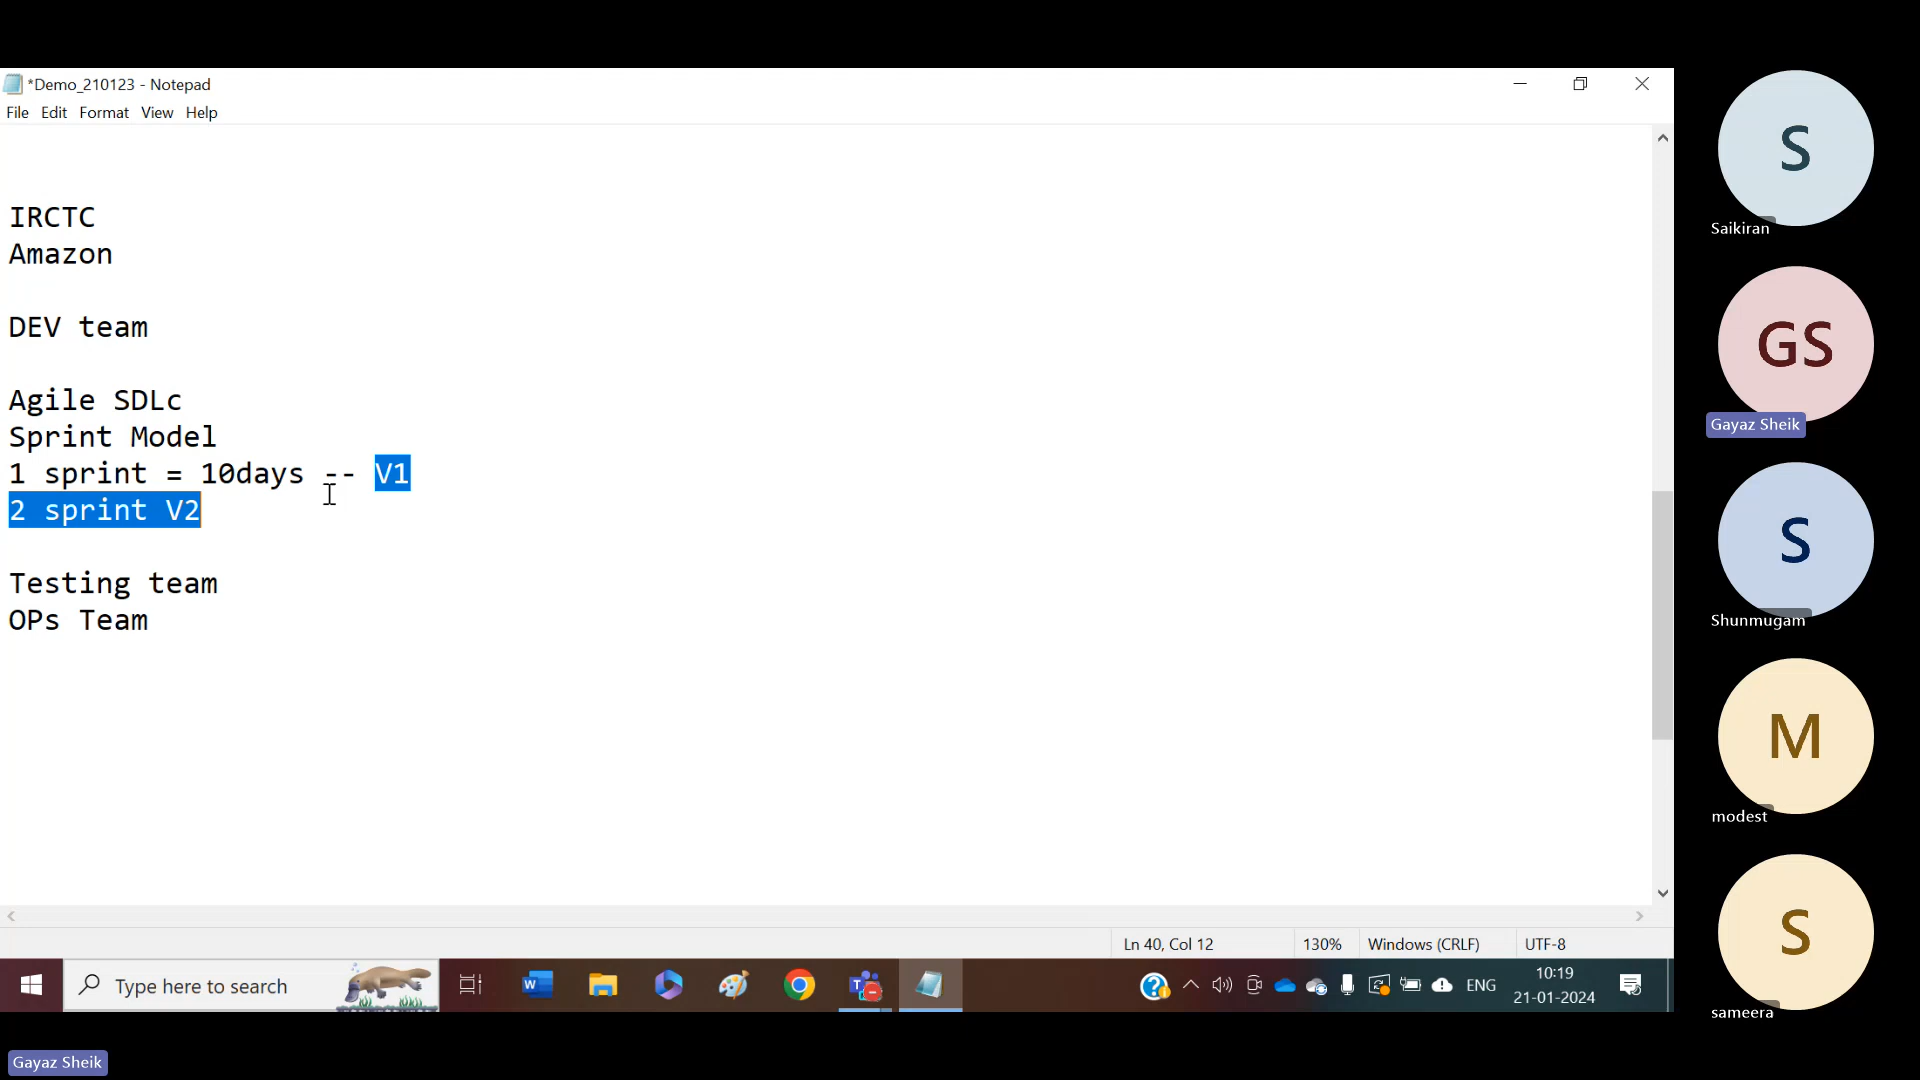 *Demo_210123 - Notepad
File Edit Format View Help
IRCTC
Amazon
DEV team
Agile SDLc
Sprint Model
1 sprint = 10days -- V1
2 sprint V2
Testing team
OPs Team
Ln 40, Col 12 130% Windows (CRLF) UTF-8
Type here to search
ENG
10:19
21-01-2024
S
Saikiran
GS
Gayaz Sheik
S
Shunmugam
M
modest
S
sameera
Gayaz Sheik